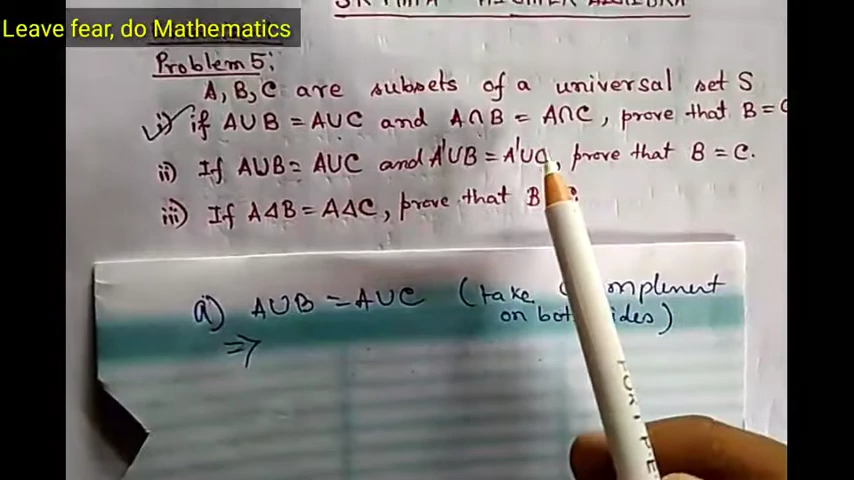 Leave fear, do Mathematics
Problem 5:
A, B, C are subsets of a universal set S
i) if A∪B = A∪C and A∩B = A∩C, prove that B = C
ii) If A∪B = A∪C and A'∪B = A'∪C, prove that B = C.
iii) If AΔB = AΔC, prove that B
a) A∪B = A∪C (take complement
on both sides)
⇒